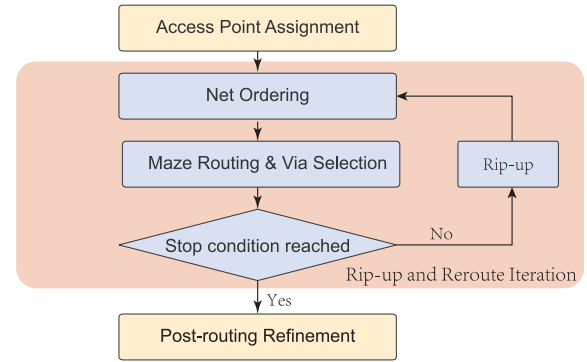 Access Point Assignment
Net Ordering
Maze Routing & Via Selection
Rip-up
Stop condition reached
No
Rip-up and Reroute Iteration
Yes
Post-routing Refinement